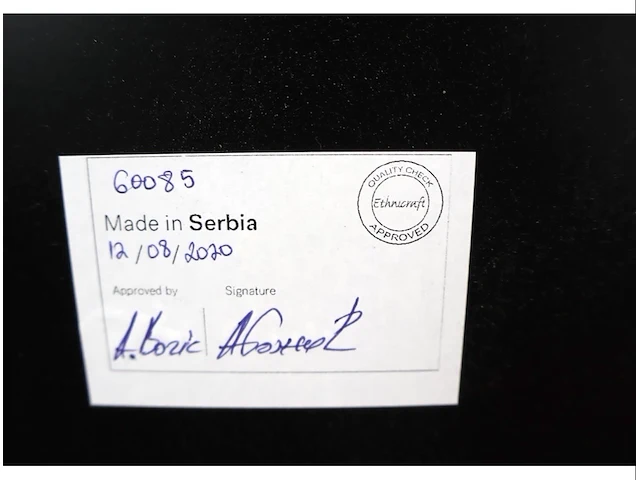 60085
QUALITY CHECK
Ethnicraft
APPROVED
Made in Serbia
12/08/2020
Approved by Signature